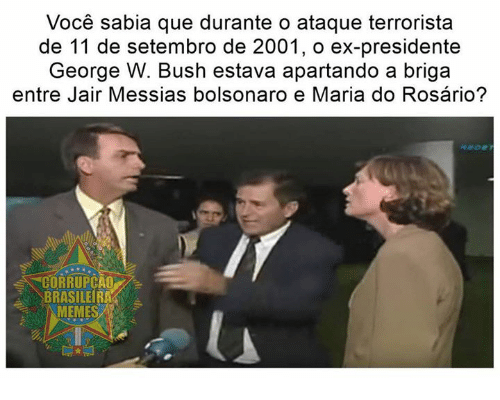 Você sabia que durante o ataque terrorista
de 11 de setembro de 2001, o ex-presidente
George W. Bush estava apartando a briga
entre Jair Messias bolsonaro e Maria do Rosário?
CORRUPÇÃO
BRASILEIRA
MEMES